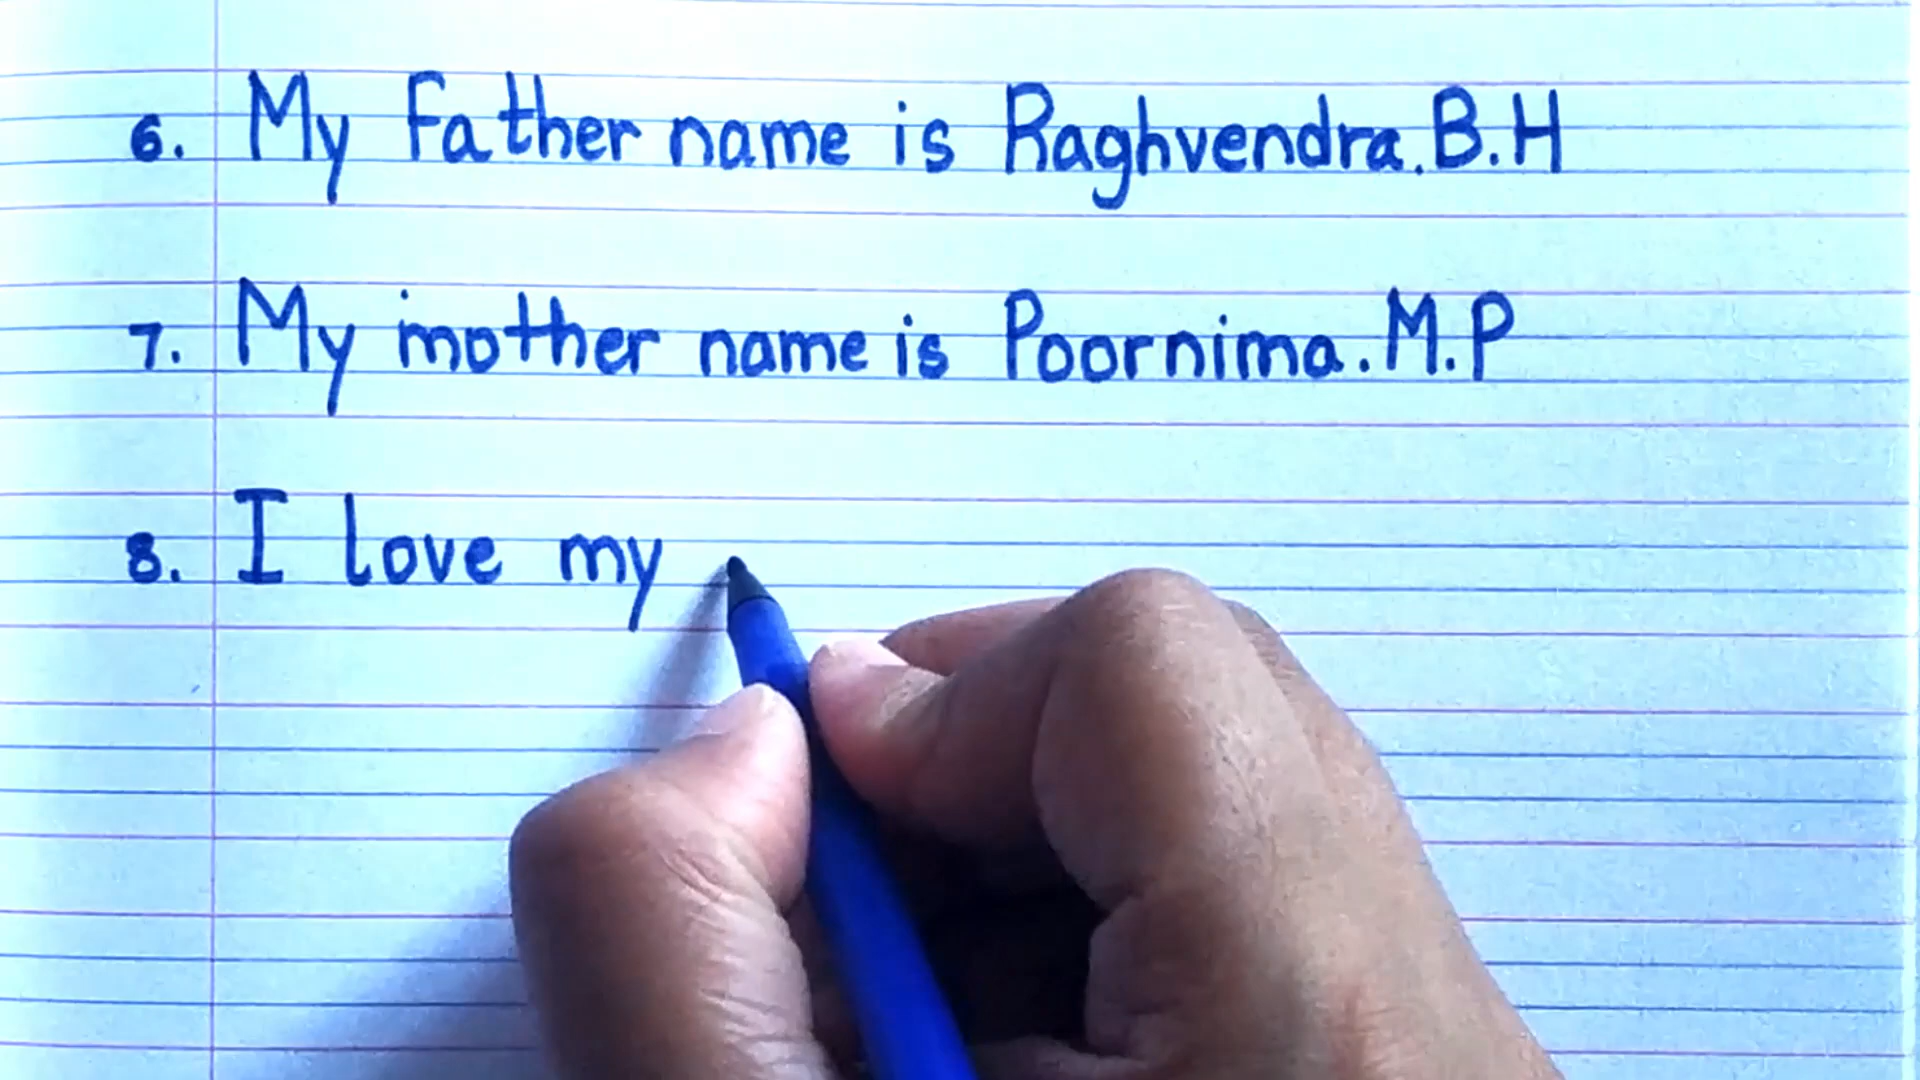 6. My Father name is Raghvendra.B.H
7. My mother name is Poornima.M.P
8. I love my